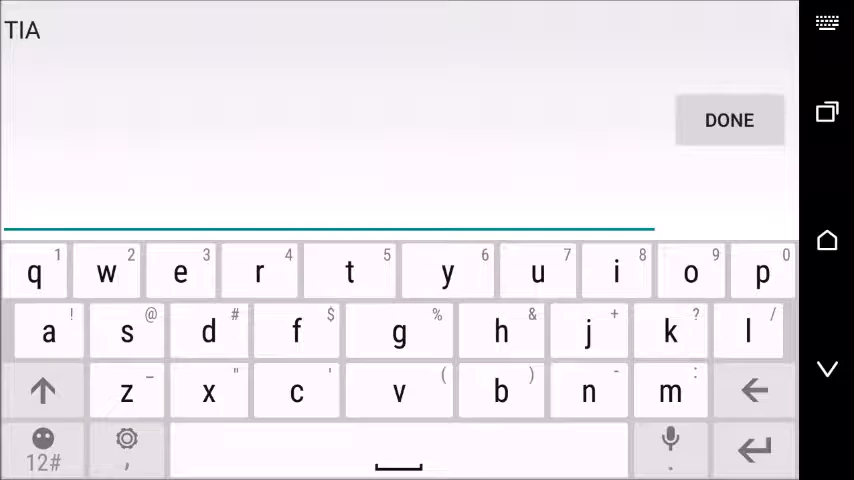 TIA
DONE
q 1 w 2 e 3 r 4 t 5 y 6 u 7 i 8 o 9 p 0
a ! s @ d # f $ g % h & j + k ? l /
z _ x " c ' v ( b ) n - m :
12# , .